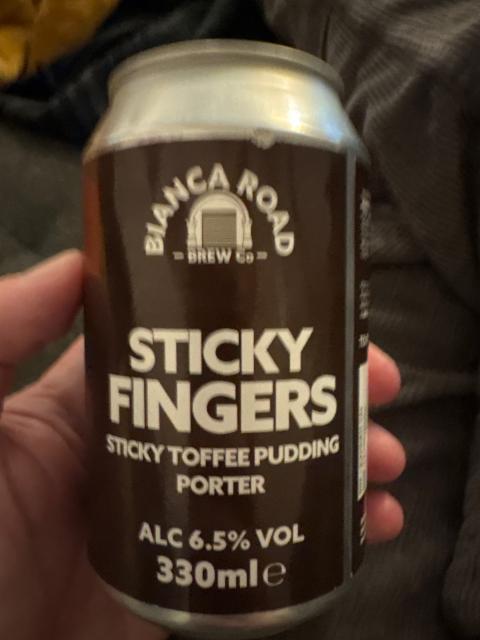 BIANCA ROAD
BREW Co
STICKY
FINGERS
STICKY TOFFEE PUDDING
PORTER
ALC 6.5% VOL
330ml ℮